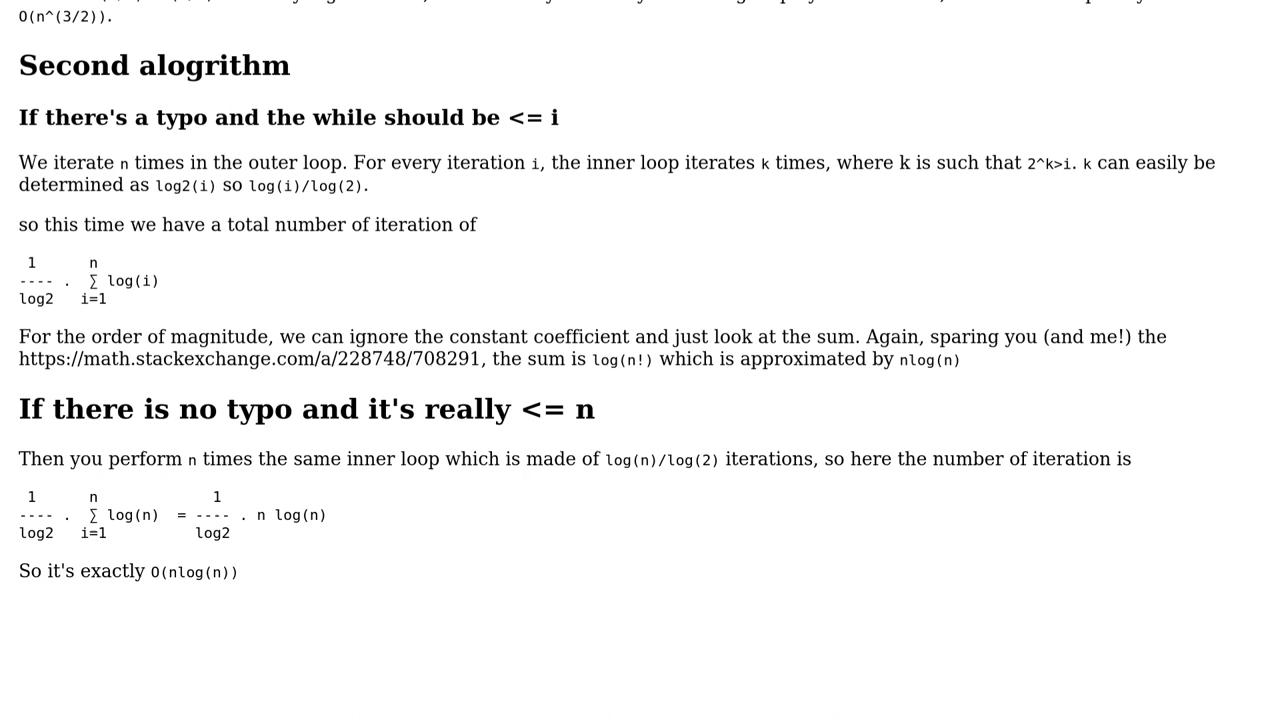 O(n^(3/2)).
Second alogrithm
If there's a typo and the while should be <= i
We iterate n times in the outer loop. For every iteration i, the inner loop iterates k times, where k is such that 2^k>i. k can easily be
determined as log2(i) so log(i)/log(2).
so this time we have a total number of iteration of
1 n
---- . ∑ log(i)
log2 i=1
For the order of magnitude, we can ignore the constant coefficient and just look at the sum. Again, sparing you (and me!) the
https://math.stackexchange.com/a/228748/708291, the sum is log(n!) which is approximated by nlog(n)
If there is no typo and it's really <= n
Then you perform n times the same inner loop which is made of log(n)/log(2) iterations, so here the number of iteration is
1 n 1
---- . ∑ log(n) = ---- . n log(n)
log2 i=1 log2
So it's exactly O(nlog(n))